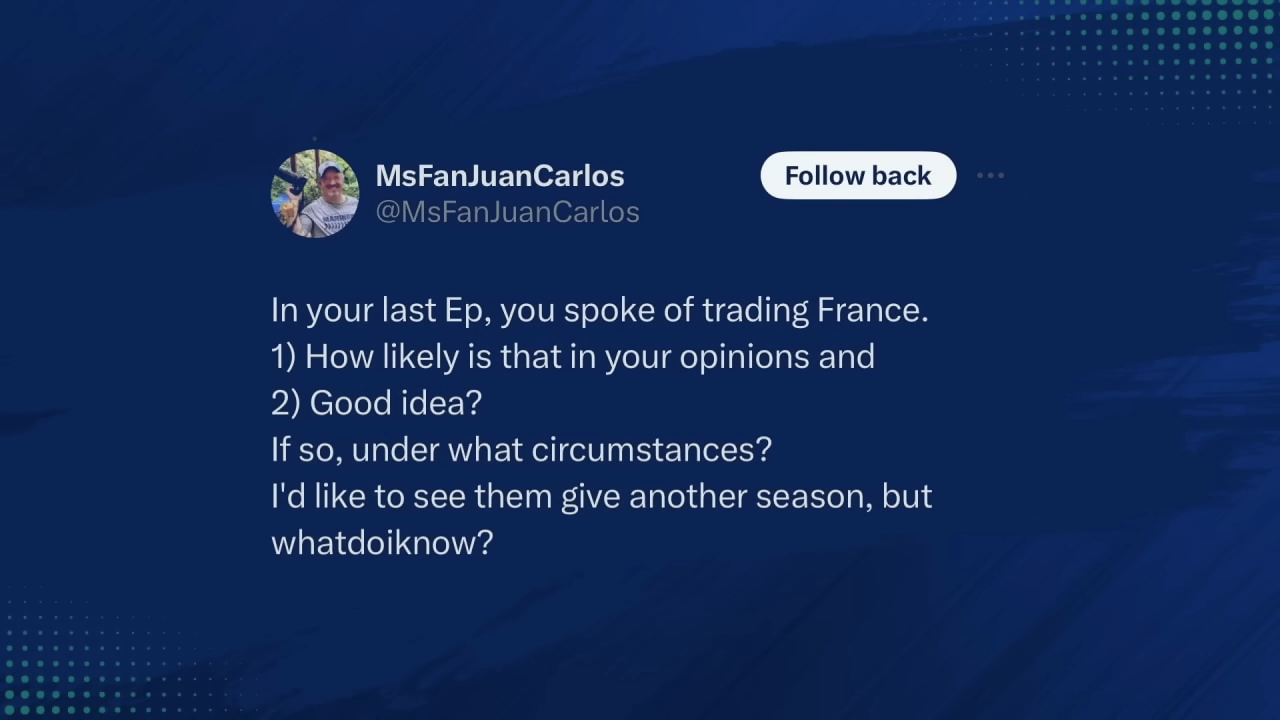 MsFanJuanCarlos
@MsFanJuanCarlos
Follow back
In your last Ep, you spoke of trading France.
1) How likely is that in your opinions and
2) Good idea?
If so, under what circumstances?
I'd like to see them give another season, but
whatdoiknow?